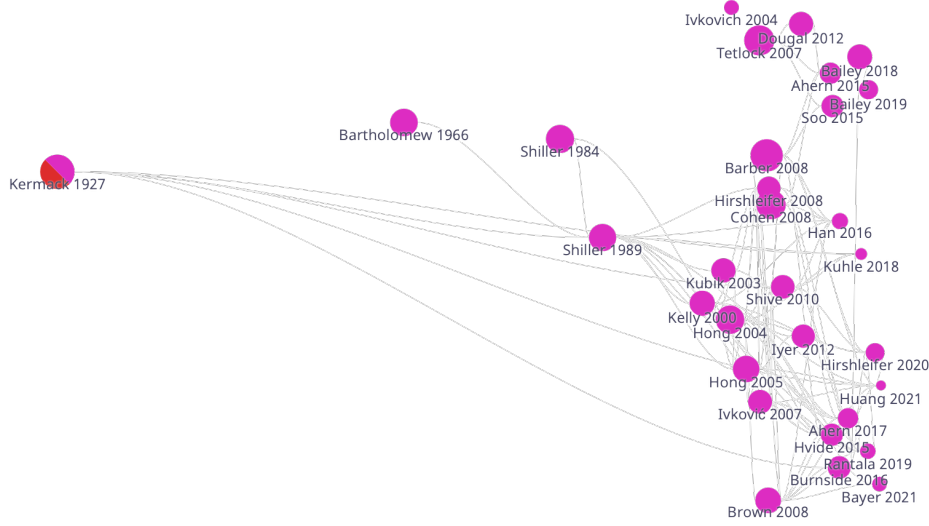 Ivkovich 2004
Dougal 2012
Tetlock 2007
Bailey 2018
Ahern 2015
Bailey 2019
Soo 2015
Bartholomew 1966
Shiller 1984
Barber 2008
Kermack 1927
Hirshleifer 2008
Cohen 2008
Han 2016
Shiller 1989
Kuhle 2018
Kubik 2003
Shive 2010
Kelly 2000
Hong 2004
Iyer 2012
Hirshleifer 2020
Hong 2005
Huang 2021
Ivkovic 2007
Ahern 2017
Hvide 2015
Rantala 2019
Burnside 2016
Bayer 2021
Brown 2008